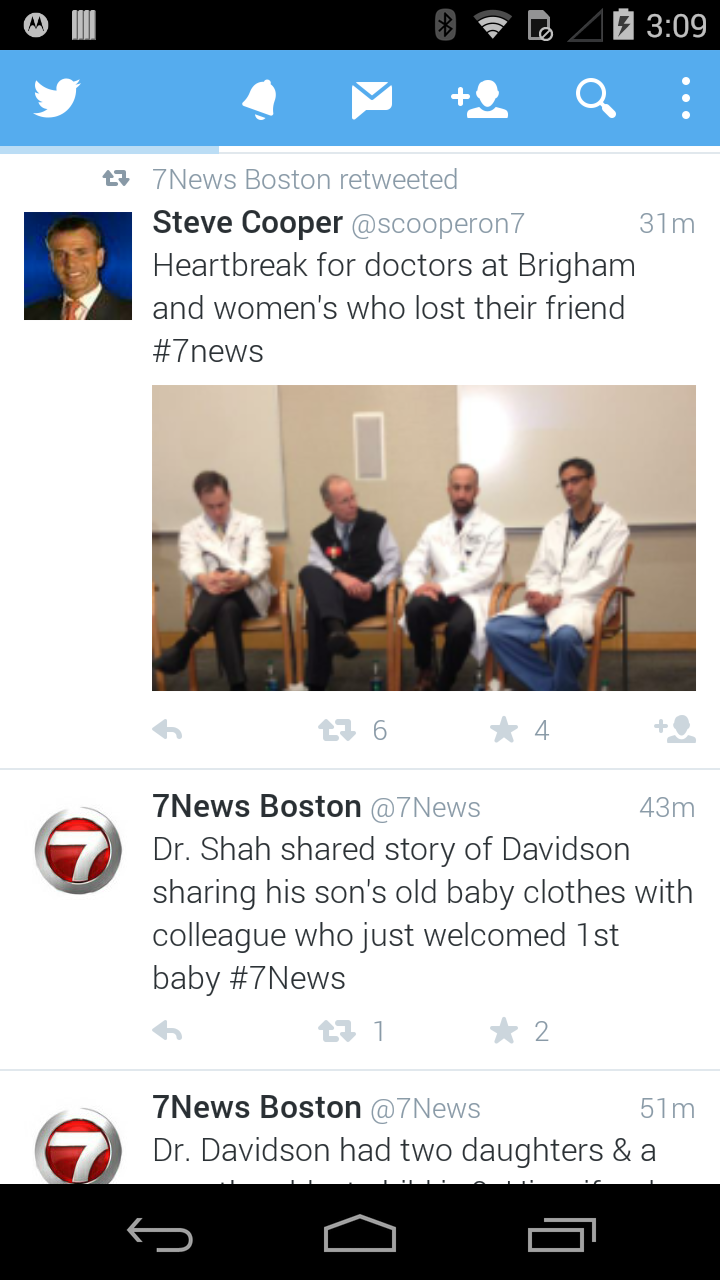 3:09
7News Boston retweeted
Steve Cooper @scooperon7 31m
Heartbreak for doctors at Brigham
and women's who lost their friend
#7news
6 4
7News Boston @7News 43m
7
Dr. Shah shared story of Davidson
sharing his son's old baby clothes with
colleague who just welcomed 1st
baby #7News
1 2
7News Boston @7News 51m
7
Dr. Davidson had two daughters & a